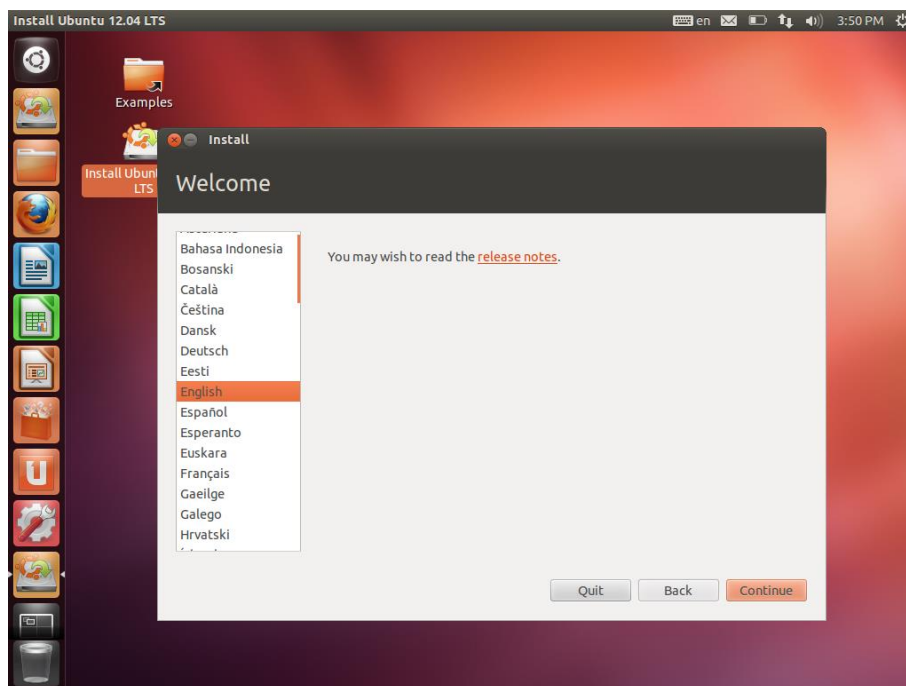 Install Ubuntu 12.04 LTS
en
3:50 PM
Examples
Install
Install Ubun
LTS
Welcome
Bahasa Indonesia
Bosanski
Català
Čeština
Dansk
Deutsch
Eesti
English
Español
Esperanto
Euskara
Français
Gaeilge
Galego
Hrvatski
You may wish to read the release notes.
Quit
Back
Continue